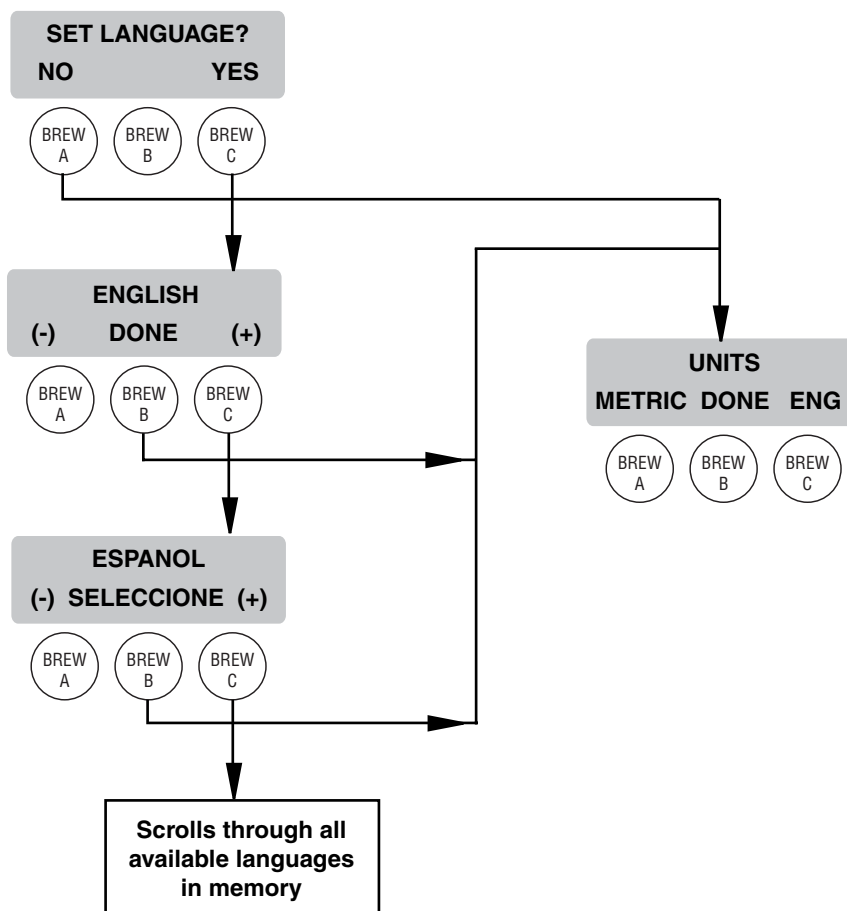 SET LANGUAGE?
NO YES
BREW
A
BREW
B
BREW
C
ENGLISH
(-) DONE (+)
BREW
A
BREW
B
BREW
C
UNITS
METRIC DONE ENG
BREW
A
BREW
B
BREW
C
ESPANOL
(-) SELECCIONE (+)
BREW
A
BREW
B
BREW
C
Scrolls through all
available languages
in memory